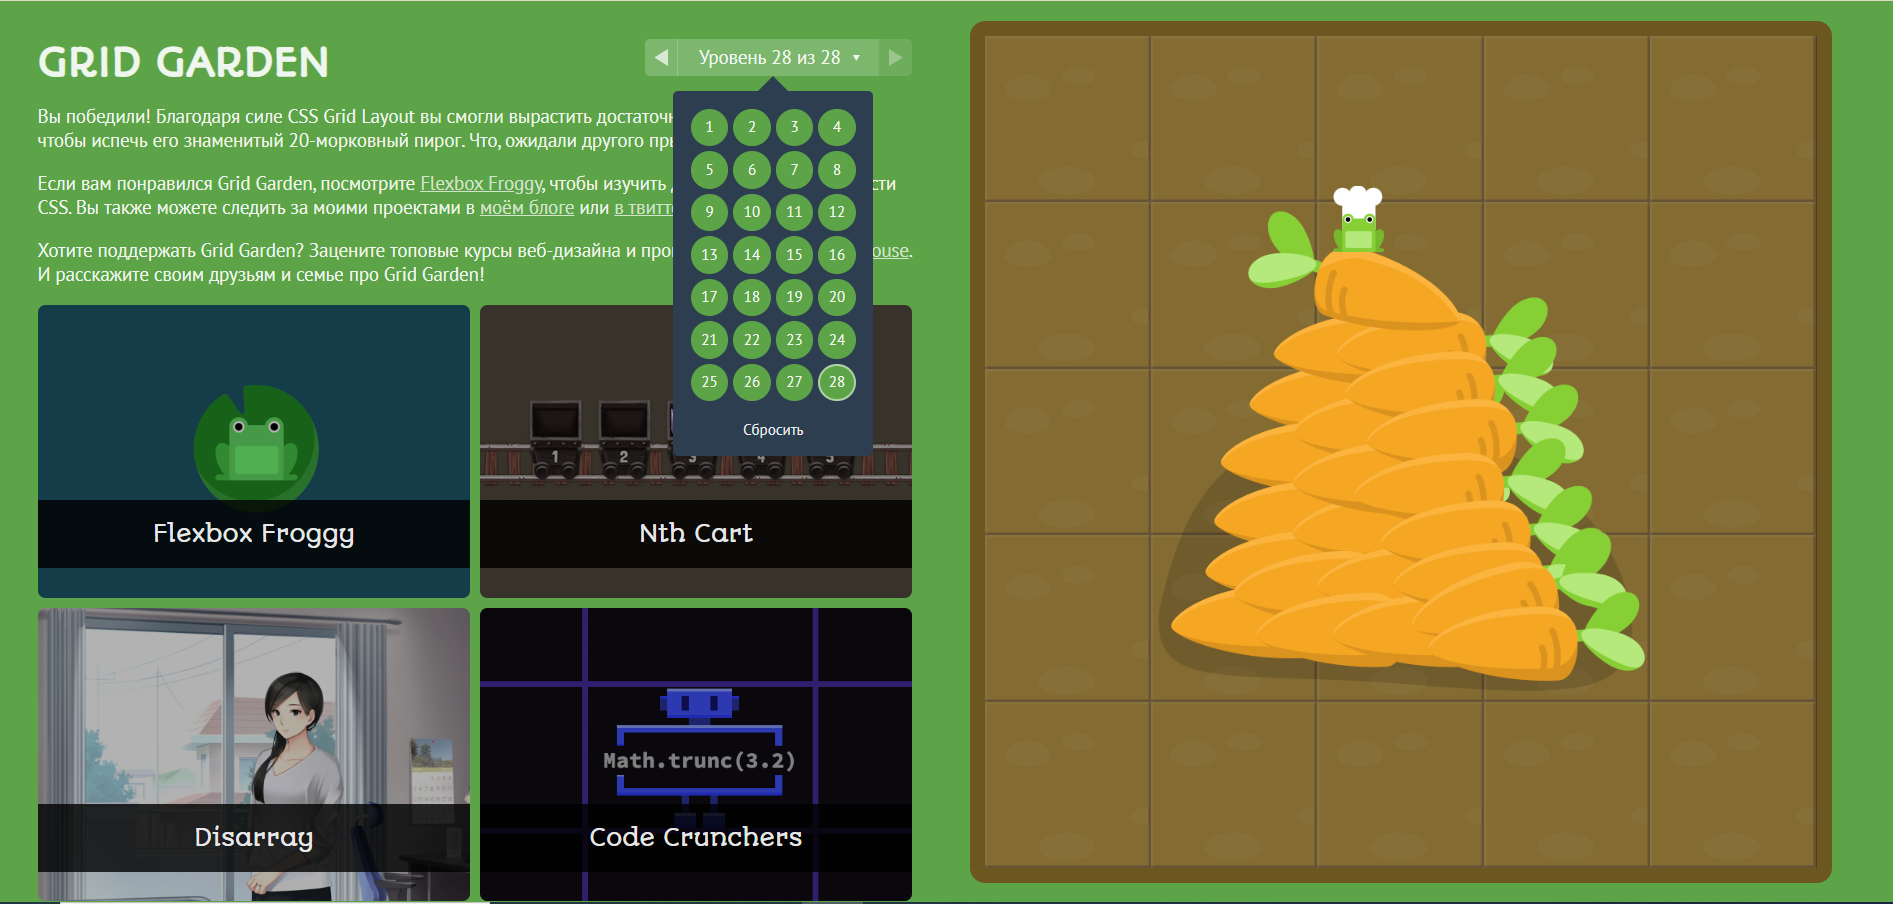 GRID GARDEN
Уровень 28 из 28
Вы победили! Благодаря силе CSS Grid Layout вы смогли вырастить
чтобы испечь его знаменитый 20-морковный пирог. Что, ожидали другого
Если вам понравился Grid Garden, посмотрите Flexbox Froggy, чтобы изучить
CSS. Вы также можете следить за моими проектами в моём блоге или в
Хотите поддержать Grid Garden? Зацените топовые курсы веб-дизайна и
И расскажите своим друзьям и семье про Grid Garden!
1 2 3 4
5 6 7 8
9 10 11 12
13 14 15 16
17 18 19 20
21 22 23 24
25 26 27 28
Сбросить
1 2 3 4 5
Flexbox Froggy
Nth Cart
Math.trunc(3.2)
Disarray
Code Crunchers